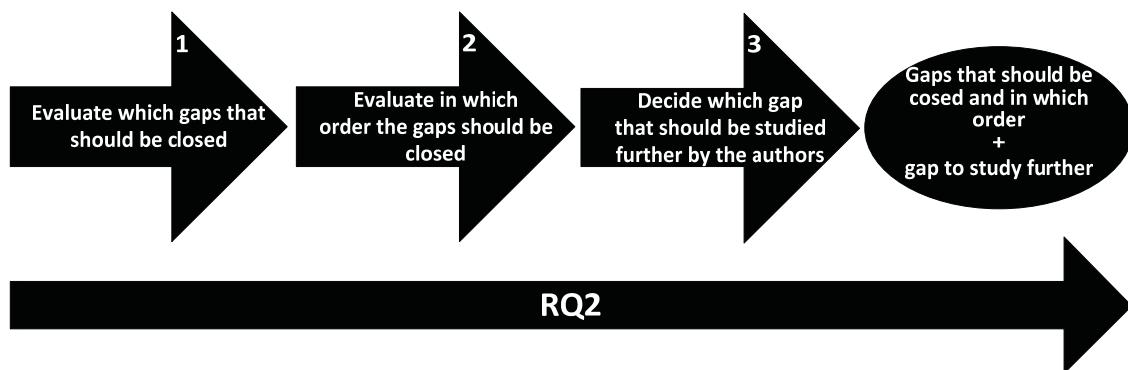 1
Evaluate which gaps that
should be closed
2
Evaluate in which
order the gaps should be
closed
3
Decide which gap
that should be studied
further by the authors
Gaps that should be
cosed and in which
order
+
gap to study further
RQ2